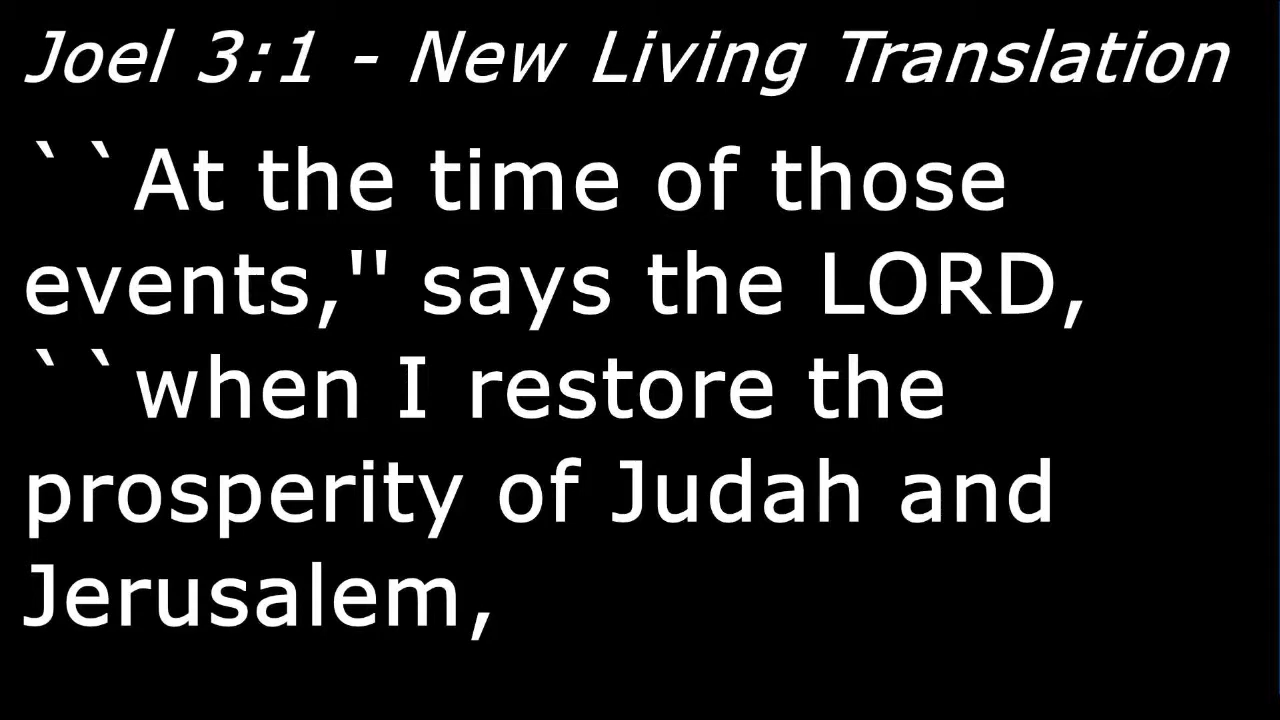 Joel 3:1 - New Living Translation
``At the time of those
events,'' says the LORD,
``when I restore the
prosperity of Judah and
Jerusalem,